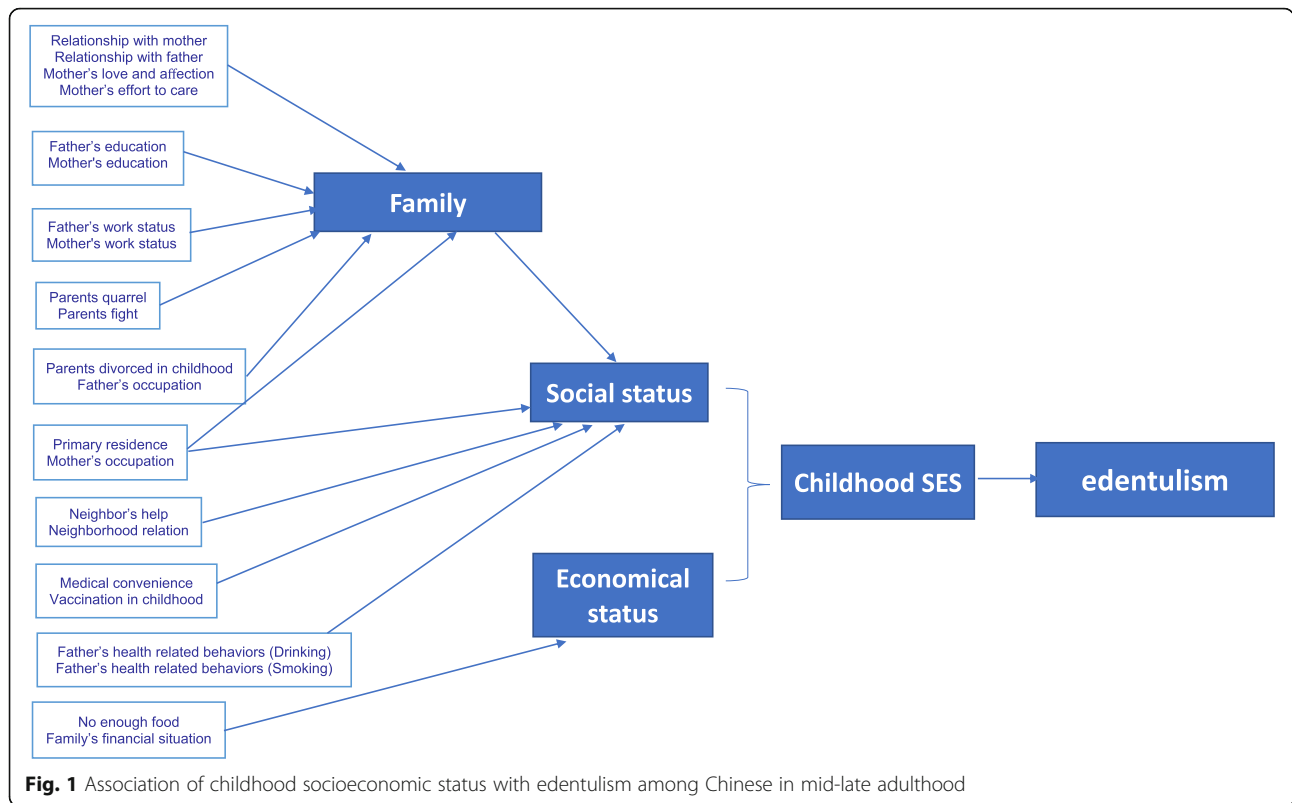 Relationship with mother
Relationship with father
Mother's love and affection
Mother's effort to care
Father's education
Mother's education
Family
Father's work status
Mother's work status
Parents quarrel
Parents fight
Parents divorced in childhood
Father's occupation
Social status
Primary residence
Mother's occupation
Childhood SES
edentulism
Neighbor's help
Neighborhood relation
Economical
status
Medical convenience
Vaccination in childhood
Father's health related behaviors (Drinking)
Father's health related behaviors (Smoking)
No enough food
Family's financial situation
Fig. 1 Association of childhood socioeconomic status with edentulism among Chinese in mid-late adulthood